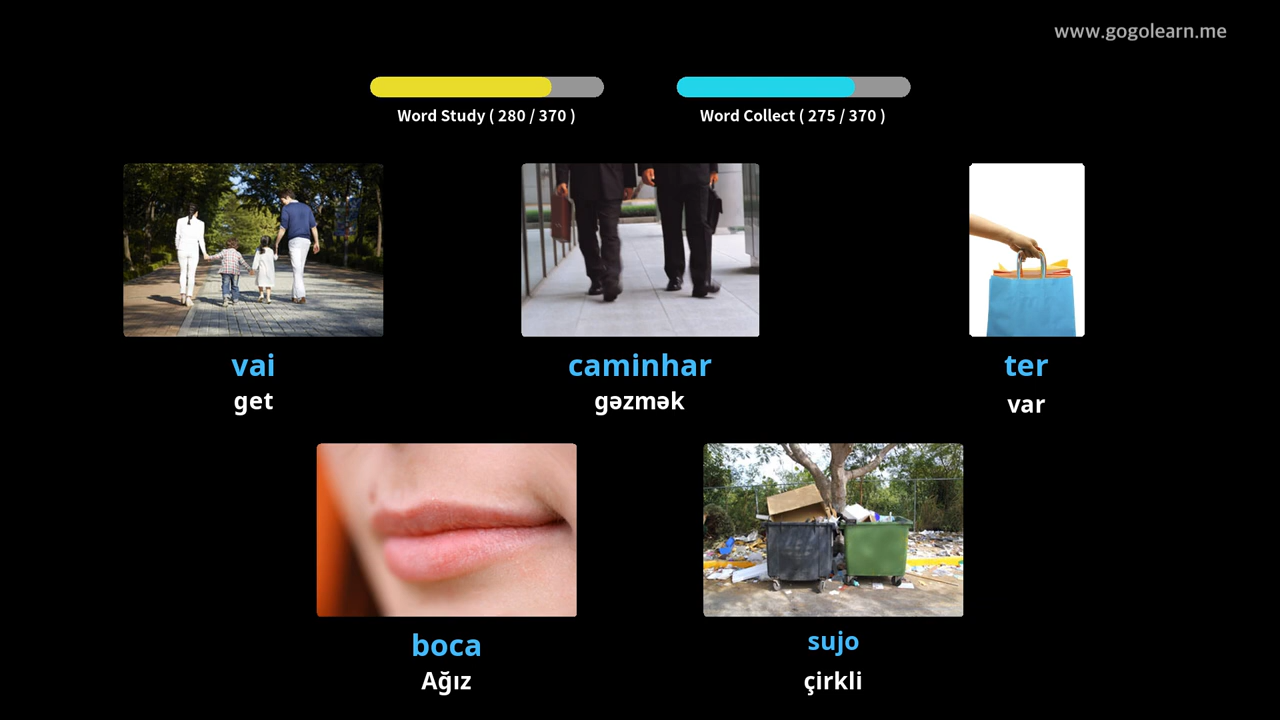 www.gogolearn.me
Word Study ( 280 / 370 )
Word Collect ( 275 / 370 )
vai
get
caminhar
gəzmək
ter
var
boca
Ağız
sujo
çirkli